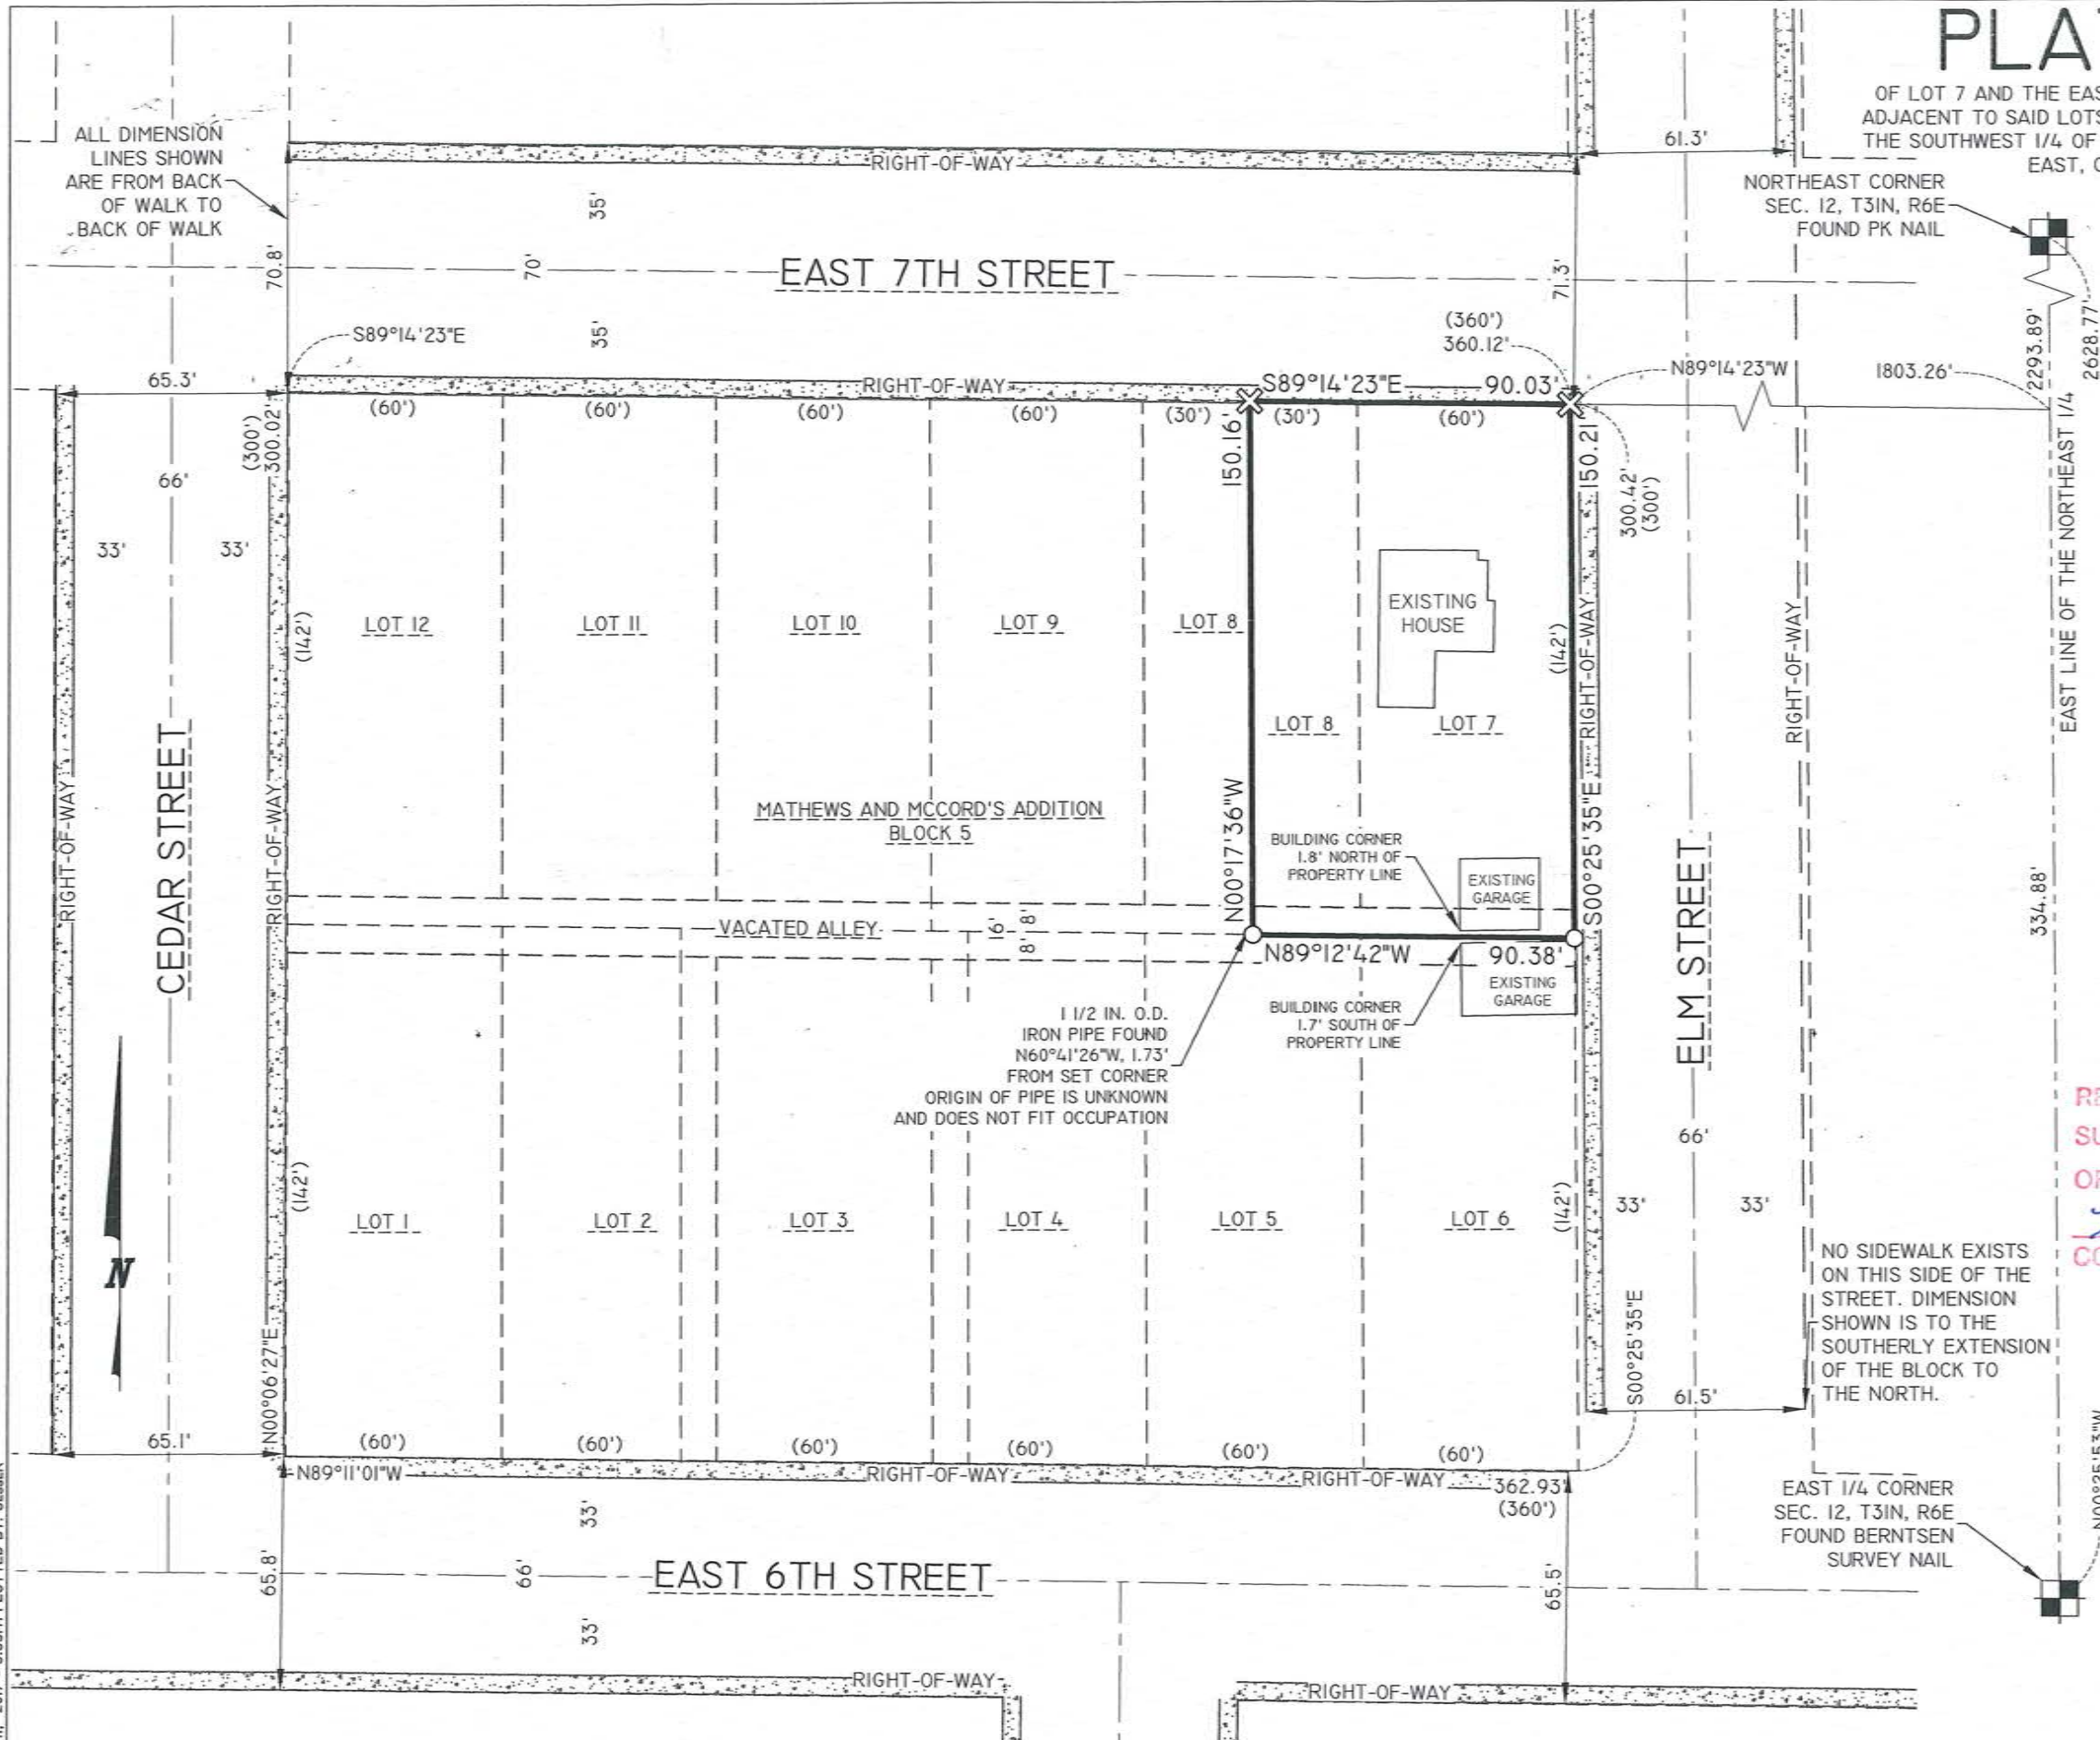 PLA
OF LOT 7 AND THE EAS
ADJACENT TO SAID LOTS
THE SOUTHWEST 1/4 OF
EAST,
ALL DIMENSION
LINES SHOWN
ARE FROM BACK
OF WALK TO
BACK OF WALK
RIGHT-OF-WAY
61.3'
NORTHEAST CORNER
SEC. 12, T31N, R6E
FOUND PK NAIL
35'
70.8'
70'
EAST 7TH STREET
71.3'
35'
S89°14'23"E
(360')
360.12'
N89°14'23"W
1803.26'
2293.89'
2628.77'
65.3'
RIGHT-OF-WAY
S89°14'23"E
90.03'
(60')
(60')
(60')
(60')
(30')
(30')
(60')
(300')
300.02'
150.16'
150.21'
300.42'
(300')
66'
33'
33'
EAST LINE OF THE NORTHEAST 1/4
EXISTING
HOUSE
(142')
LOT 12
LOT 11
LOT 10
LOT 9
LOT 8
(142')
RIGHT-OF-WAY
RIGHT-OF-WAY
LOT 8
LOT 7
CEDAR STREET
RIGHT-OF-WAY
RIGHT-OF-WAY
MATHEWS AND MCCORD'S ADDITION
BLOCK 5
N00°17'36"W
S00°25'35"E
BUILDING CORNER
1.8' NORTH OF
PROPERTY LINE
EXISTING
GARAGE
ELM STREET
334.88'
VACATED ALLEY
16'
8'
8'
N89°12'42"W
90.38'
EXISTING
GARAGE
BUILDING CORNER
1.7' SOUTH OF
PROPERTY LINE
1 1/2 IN. O.D.
IRON PIPE FOUND
N60°41'26"W, 1.73'
FROM SET CORNER
ORIGIN OF PIPE IS UNKNOWN
AND DOES NOT FIT OCCUPATION
66'
(142')
(142')
33'
33'
LOT 1
LOT 2
LOT 3
LOT 4
LOT 5
LOT 6
N
NO SIDEWALK EXISTS
ON THIS SIDE OF THE
STREET. DIMENSION
SHOWN IS TO THE
SOUTHERLY EXTENSION
OF THE BLOCK TO
THE NORTH.
N00°06'27"E
S00°25'35"E
61.5'
65.1'
(60')
(60')
(60')
(60')
(60')
(60')
N89°11'01"W
RIGHT-OF-WAY
RIGHT-OF-WAY
362.93'
(360')
33'
EAST 1/4 CORNER
SEC. 12, T31N, R6E
FOUND BERNTSEN
SURVEY NAIL
65.8'
66'
EAST 6TH STREET
65.5'
33'
RIGHT-OF-WAY
RIGHT-OF-WAY